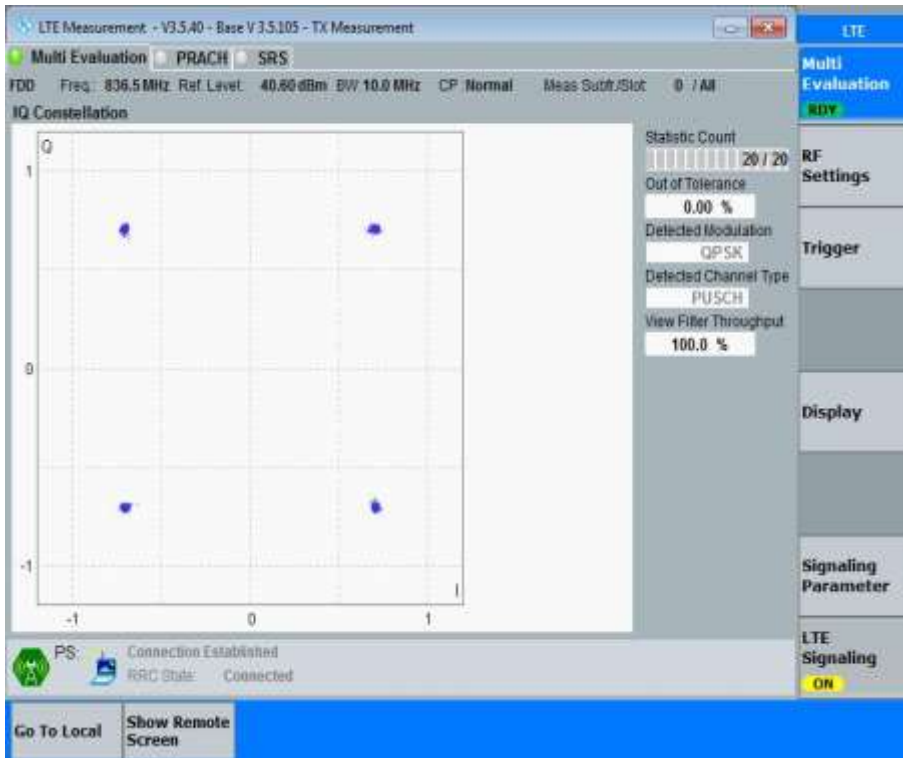 LTE Measurement - V3.5.40 - Base V 3.5.105 - TX Measurement
Multi Evaluation PRACH SRS
FDD Freq.: 836.5 MHz Ref. Level: 40.60 dBm BW: 10.0 MHz CP: Normal Meas Subfr./Slot: 0 / All
IQ Constellation
Q
1
0
-1
I
-1 0 1
Statistic Count
20 / 20
Out of Tolerance
0.00 %
Detected Modulation
QPSK
Detected Channel Type
PUSCH
View Filter Throughput
100.0 %
PS: Connection Established
RRC State: Connected
LTE
Multi
Evaluation
RDY
RF
Settings
Trigger
Display
Signaling
Parameter
LTE
Signaling
ON
Go To Local
Show Remote
Screen